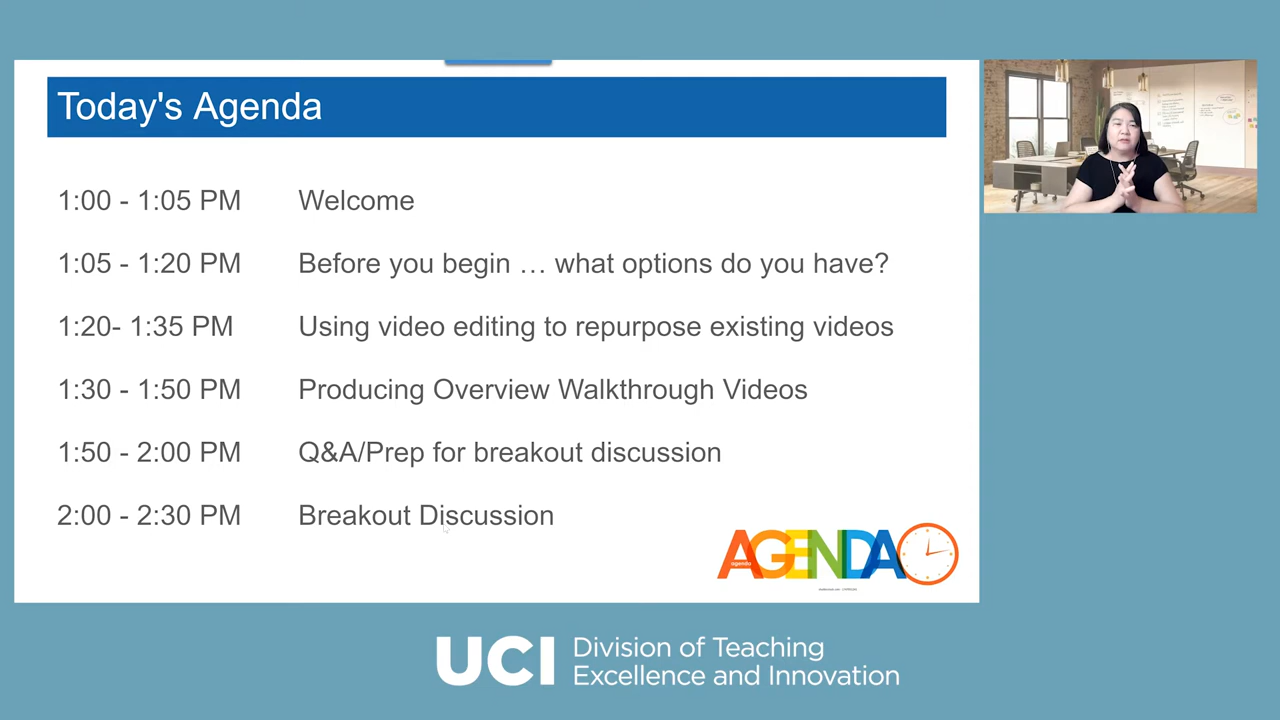 Today's Agenda
1:00 - 1:05 PM Welcome
1:05 - 1:20 PM Before you begin … what options do you have?
1:20- 1:35 PM Using video editing to repurpose existing videos
1:30 - 1:50 PM Producing Overview Walkthrough Videos
1:50 - 2:00 PM Q&A/Prep for breakout discussion
2:00 - 2:30 PM Breakout Discussion
AGENDA
agenda
UCI Division of Teaching
Excellence and Innovation